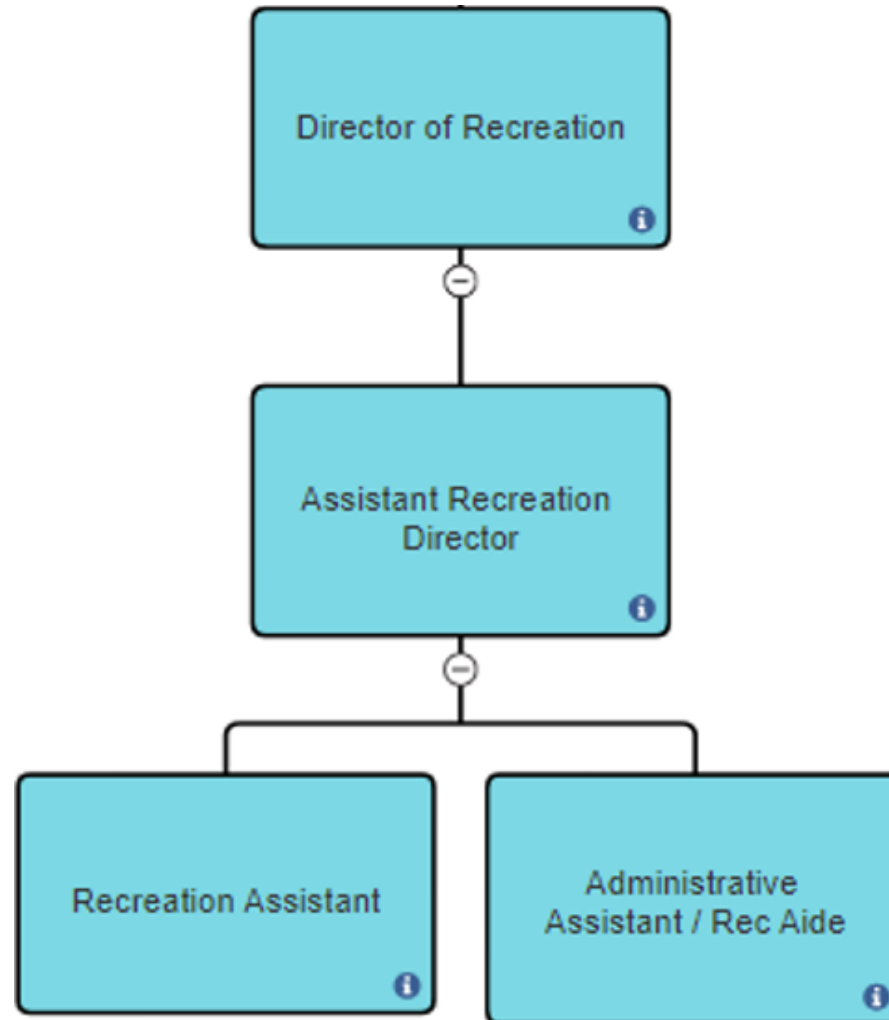 Director of Recreation
Assistant Recreation
Director
Recreation Assistant
Administrative
Assistant / Rec Aide